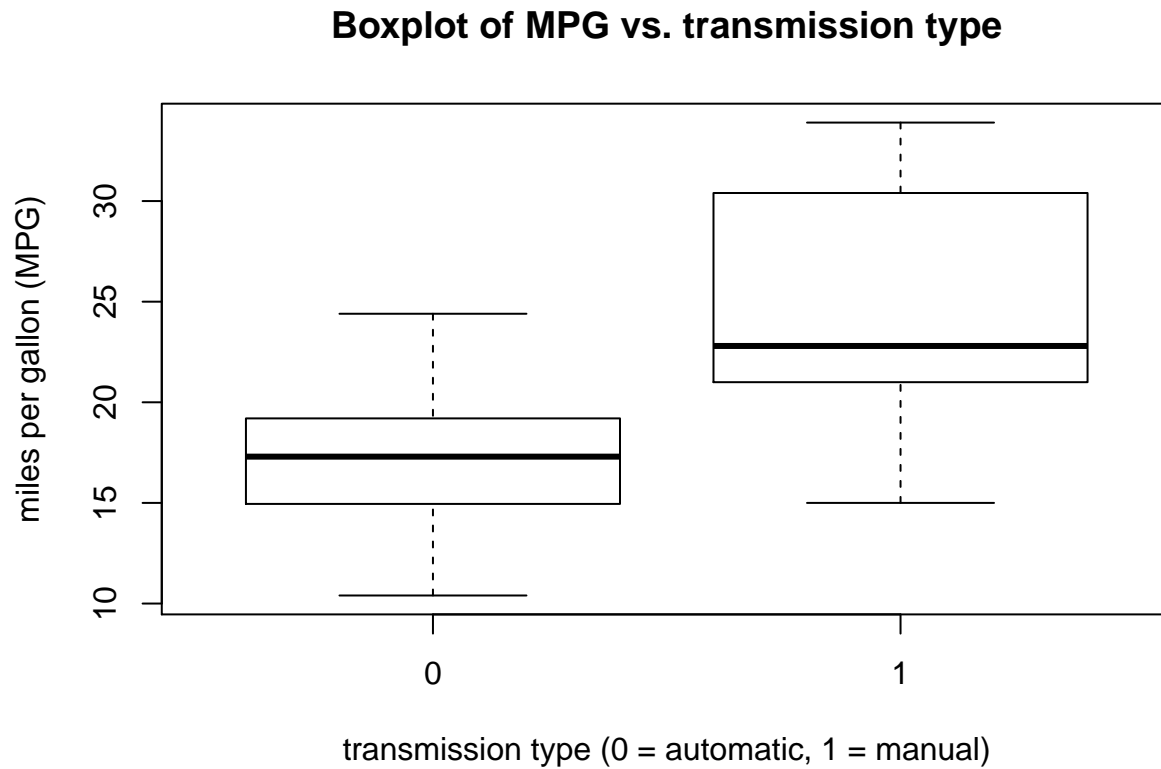 Boxplot of MPG vs. transmission type
miles per gallon (MPG)
30
25
20
15
10
0
1
transmission type (0 = automatic, 1 = manual)